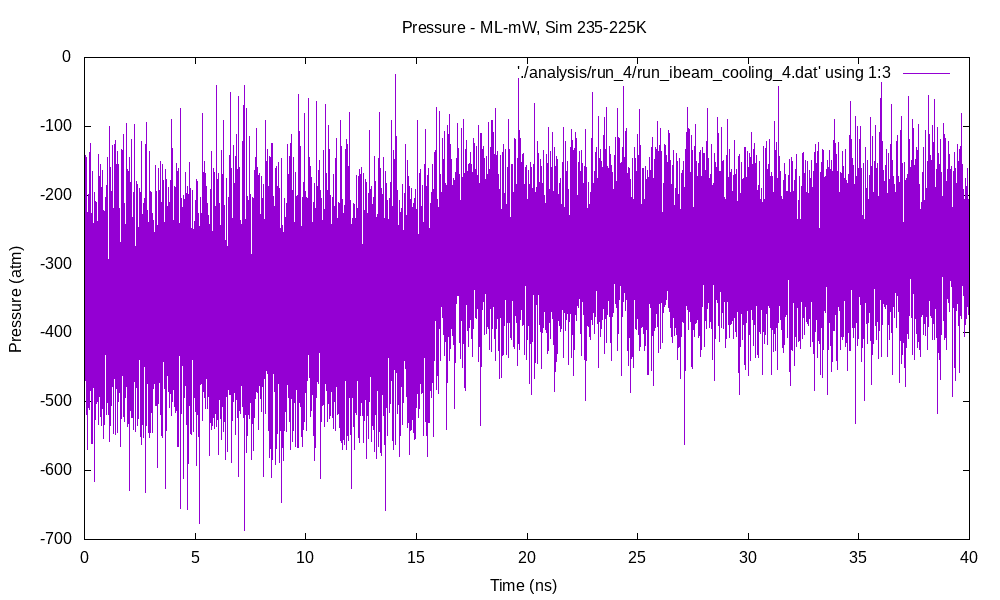 Pressure - ML-mW, Sim 235-225K
'./analysis/run_4/run_ibeam_cooling_4.dat' using 1:3
0
-100
-200
-300
-400
-500
-600
-700
Pressure (atm)
0 5 10 15 20 25 30 35 40
Time (ns)